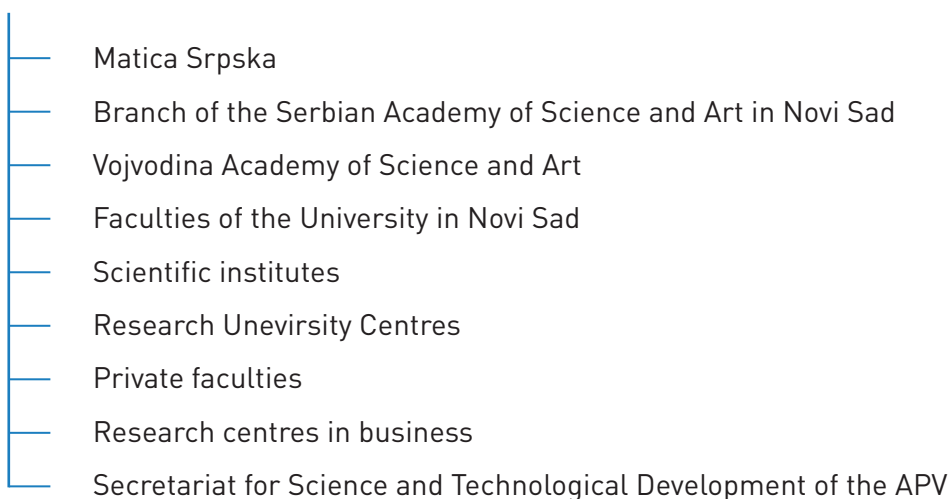 Matica Srpska
Branch of the Serbian Academy of Science and Art in Novi Sad
Vojvodina Academy of Science and Art
Faculties of the University in Novi Sad
Scientific institutes
Research Unevirsity Centres
Private faculties
Research centres in business
Secretariat for Science and Technological Development of the APV